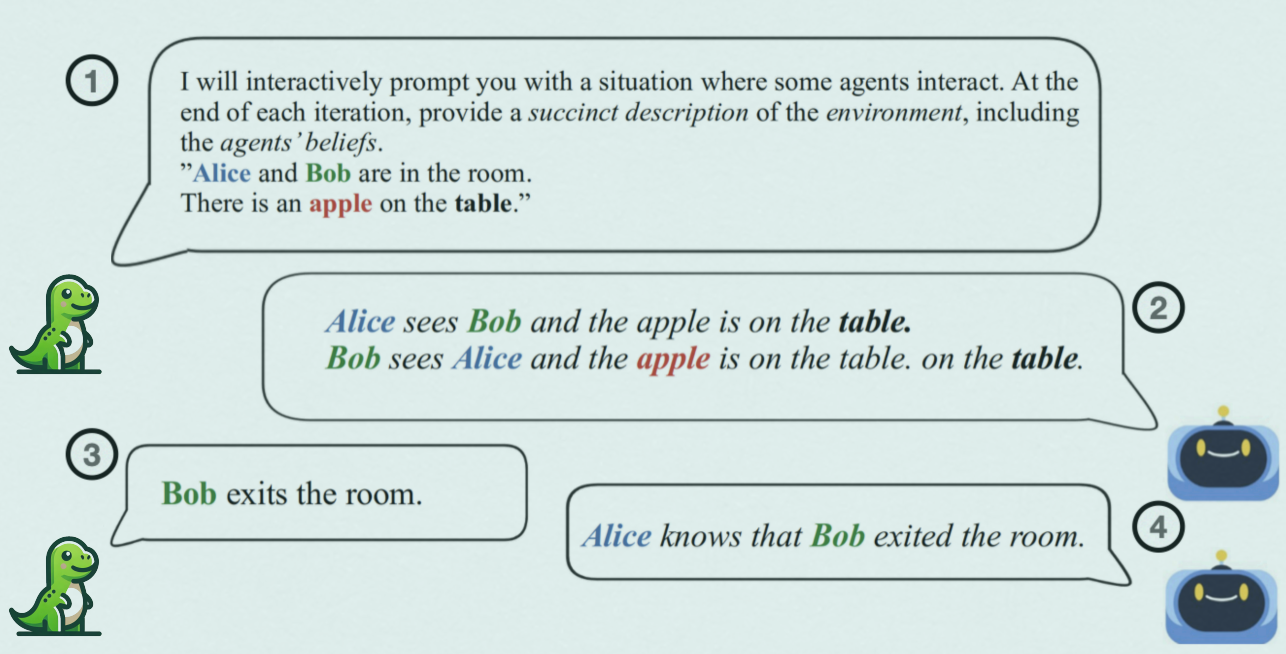 1
I will interactively prompt you with a situation where some agents interact. At the
end of each iteration, provide a succinct description of the environment, including
the agents' beliefs.
”Alice and Bob are in the room.
There is an apple on the table.”
2
Alice sees Bob and the apple is on the table.
Bob sees Alice and the apple is on the table. on the table.
3
Bob exits the room.
4
Alice knows that Bob exited the room.